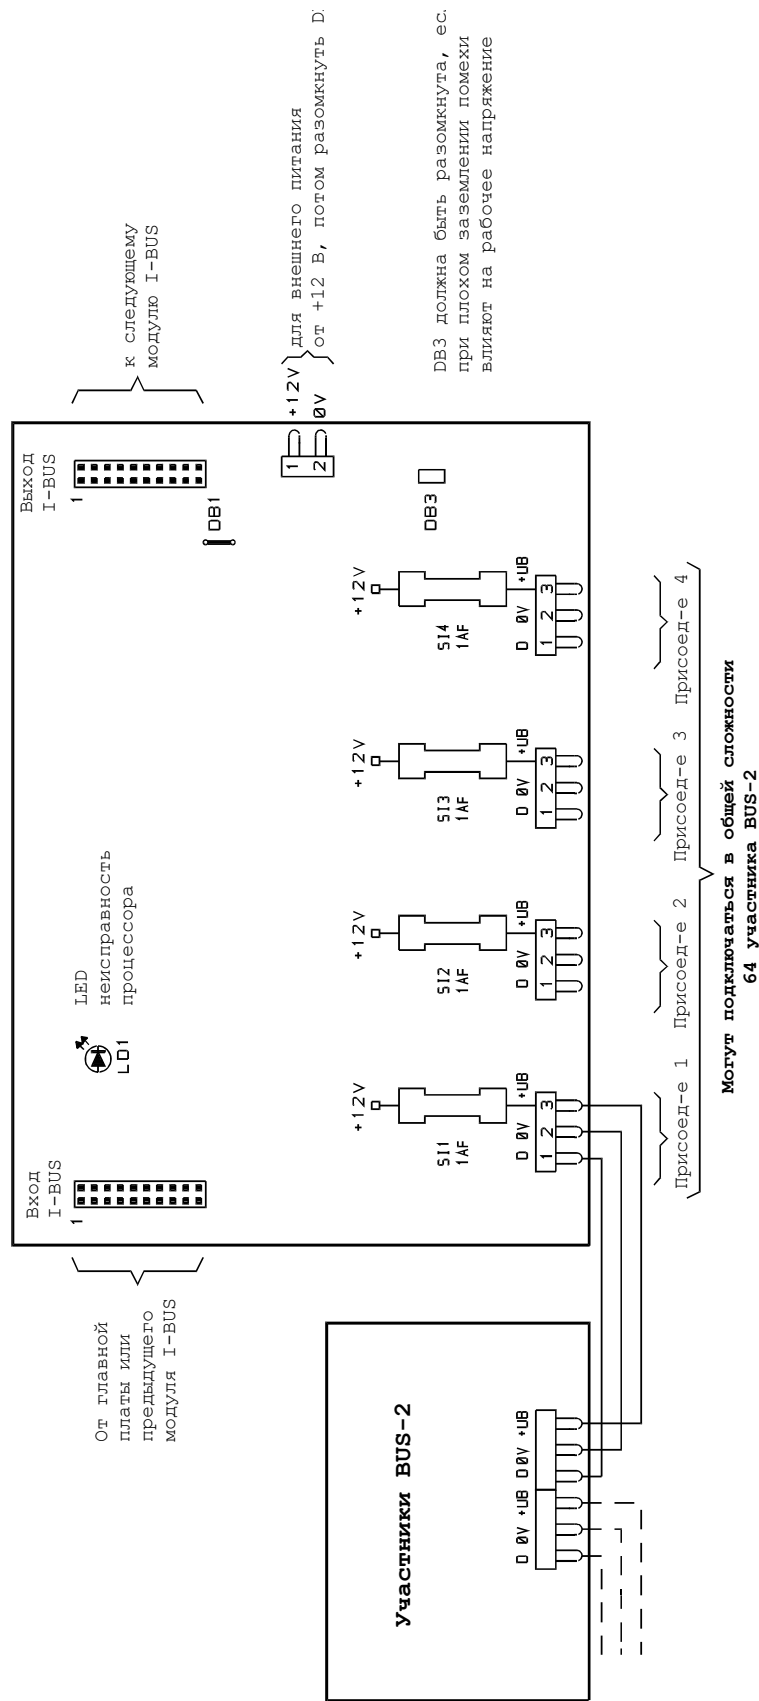 Вход
I-BUS
1
От главной
платы или
предыдущего
модуля I-BUS
LED
неисправность
процессора
LD1
Выход
I-BUS
1
к следующему
модулю I-BUS
DB1
1
2
+12V
0V
для внешнего питания
от +12 В, потом разомкнуть D
DB3
DB3 должна быть разомкнута, ес
при плохом заземлении помехи
влияют на рабочее напряжение
+12V
SI1
1AF
D 0V +UB
1 2 3
+12V
SI2
1AF
D 0V +UB
1 2 3
+12V
SI3
1AF
D 0V +UB
1 2 3
+12V
SI4
1AF
D 0V +UB
1 2 3
Присоед-е 1
Присоед-е 2
Присоед-е 3
Присоед-е 4
Могут подключаться в общей сложности
64 участника BUS-2
Участники BUS-2
D 0V +UB
D 0V +UB